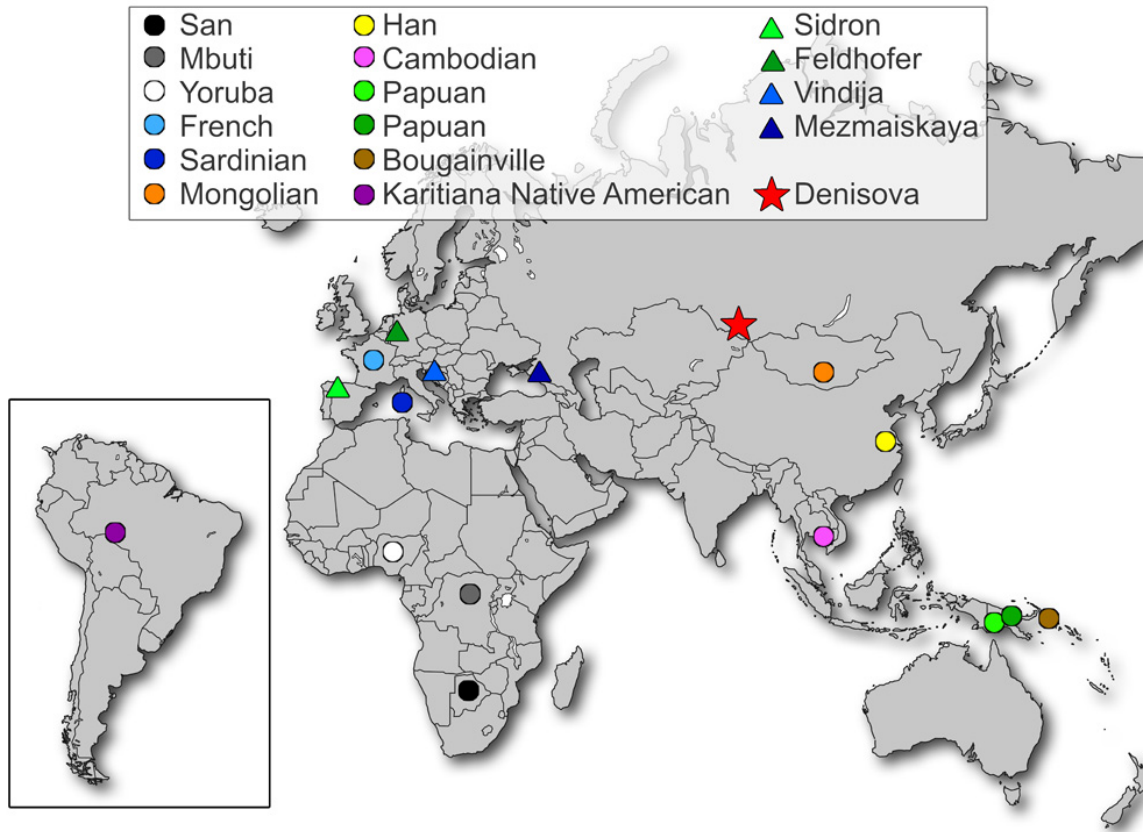 San
Mbuti
Yoruba
French
Sardinian
Mongolian
Han
Cambodian
Papuan
Papuan
Bougainville
Karitiana Native American
Sidron
Feldhofer
Vindija
Mezmaiskaya
Denisova